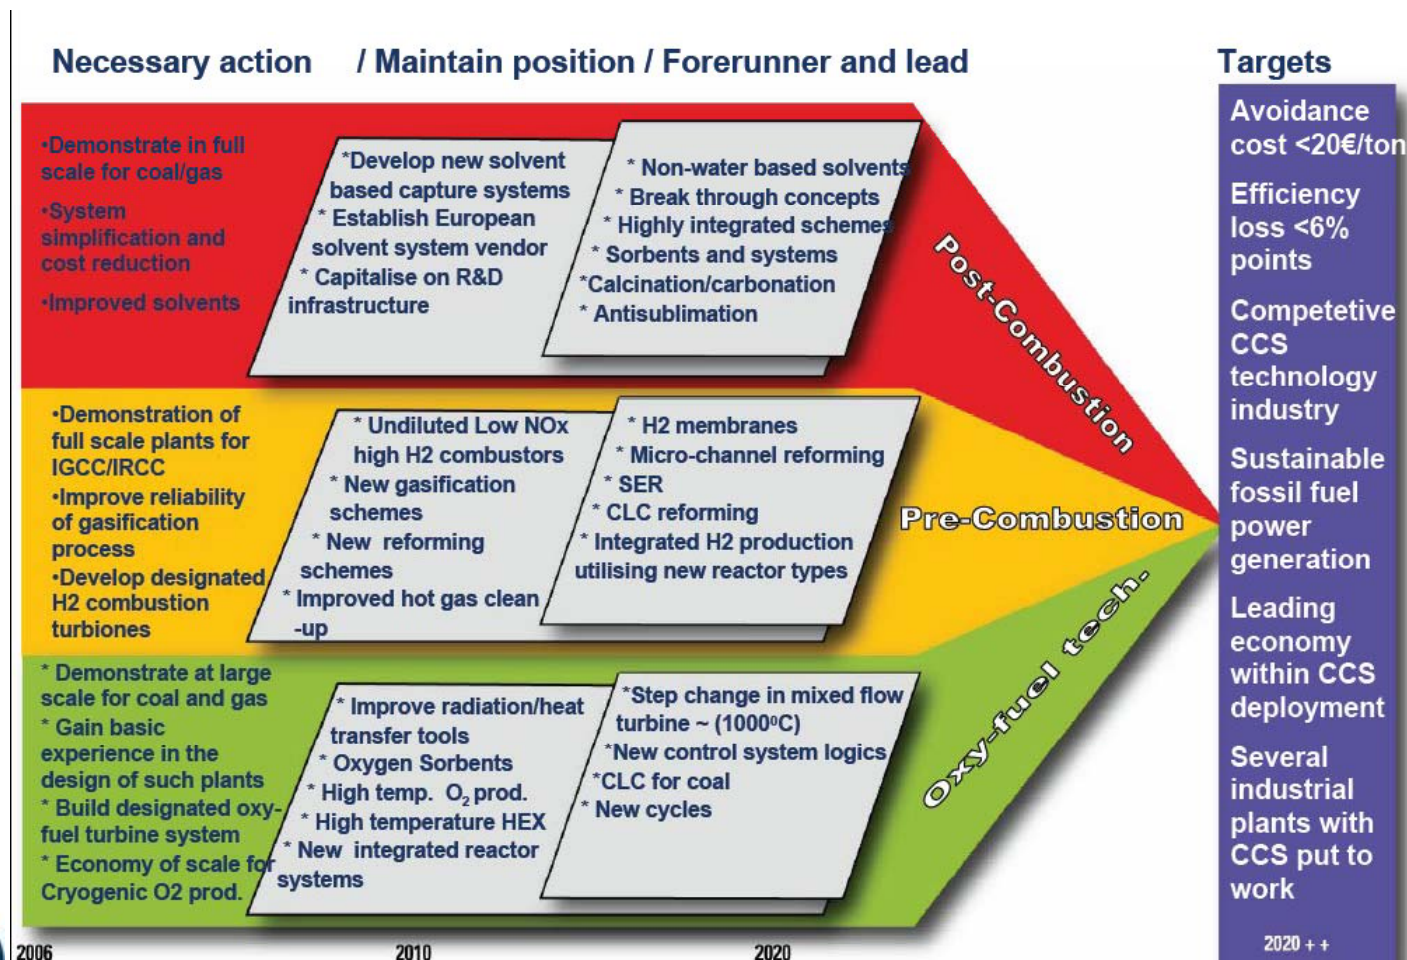 Necessary action / Maintain position / Forerunner and lead
Targets
•Demonstrate in full
scale for coal/gas
•System
simplification and
cost reduction
•Improved solvents
*Develop new solvent
based capture systems
* Establish European
solvent system vendor
* Capitalise on R&D
infrastructure
* Non-water based solvents
* Break through concepts
* Highly integrated schemes
* Sorbents and systems
*Calcination/carbonation
* Antisublimation
Post-Combustion
•Demonstration of
full scale plants for
IGCC/IRCC
•Improve reliability
of gasification
process
•Develop designated
H2 combustion
turbiones
* Undiluted Low NOx
high H2 combustors
* New gasification
schemes
* New reforming
schemes
* Improved hot gas clean
-up
* H2 membranes
* Micro-channel reforming
* SER
* CLC reforming
* Integrated H2 production
utilising new reactor types
Pre-Combustion
* Demonstrate at large
scale for coal and gas
* Gain basic
experience in the
design of such plants
* Build designated oxy-
fuel turbine system
* Economy of scale for
Cryogenic O2 prod.
* Improve radiation/heat
transfer tools
* Oxygen Sorbents
* High temp. O2 prod.
* High temperature HEX
* New integrated reactor
systems
*Step change in mixed flow
turbine ~ (1000⁰C)
*New control system logics
*CLC for coal
* New cycles
Oxy-fuel tech.
Avoidance
cost <20€/ton
Efficiency
loss <6%
points
Competetive
CCS
technology
industry
Sustainable
fossil fuel
power
generation
Leading
economy
within CCS
deployment
Several
industrial
plants with
CCS put to
work
2006
2010
2020
2020 + +